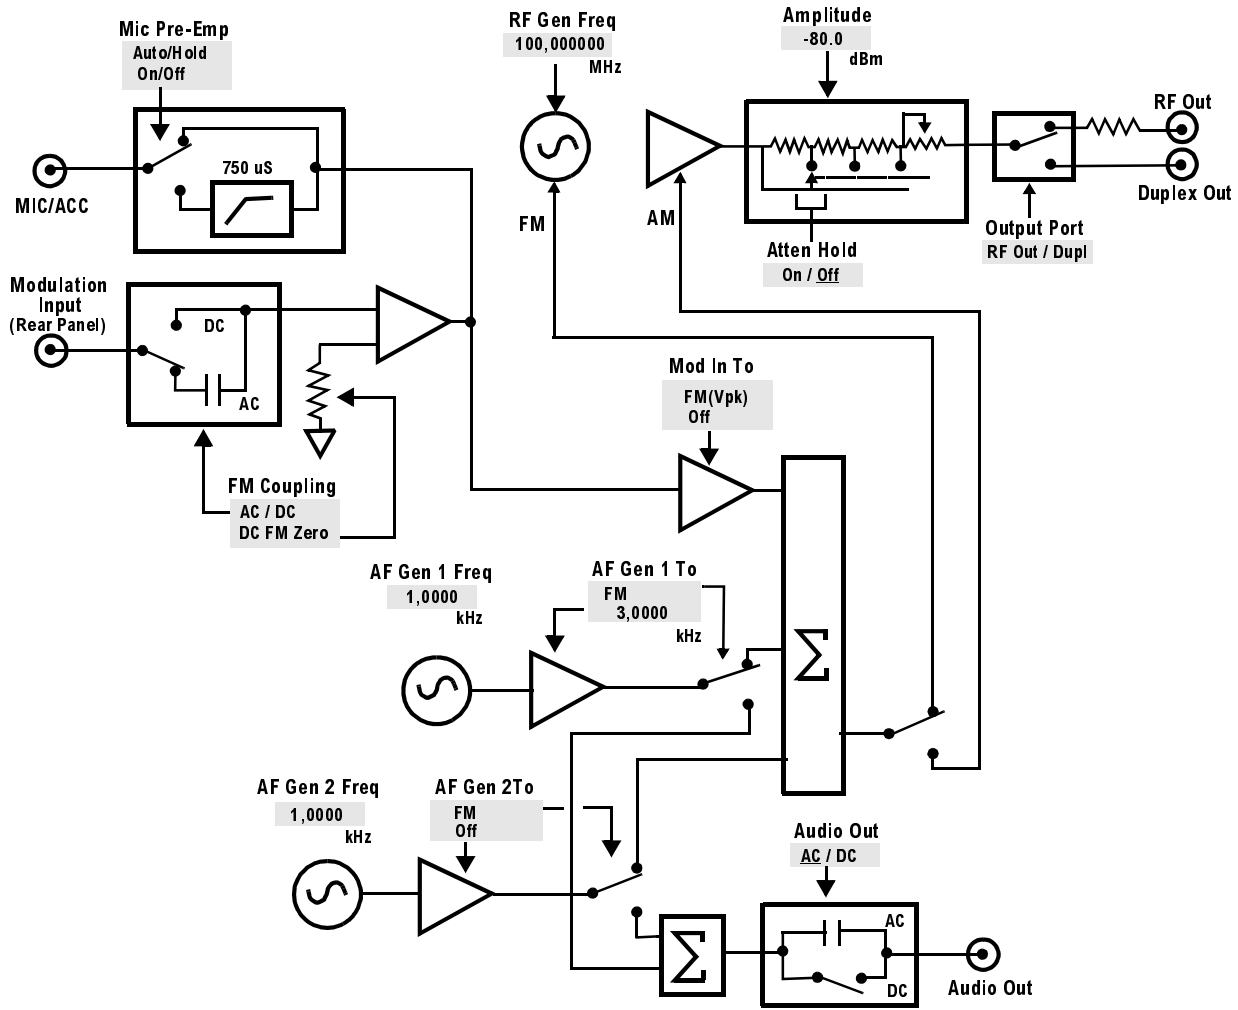 Mic Pre-Emp
Auto/Hold
On/Off
RF Gen Freq
100,000000
MHz
Amplitude
-80.0
dBm
RF Out
750 uS
MIC/ACC
FM
AM
Duplex Out
Output Port
RF Out / Dupl
Atten Hold
On / Off
Modulation
Input
(Rear Panel)
DC
AC
Mod In To
FM(Vpk)
Off
FM Coupling
AC / DC
DC FM Zero
AF Gen 1 Freq
1,0000
kHz
AF Gen 1 To
FM
3,0000
kHz
Σ
AF Gen 2 Freq
1,0000
kHz
AF Gen 2To
FM
Off
Audio Out
AC / DC
Σ
AC
DC
Audio Out